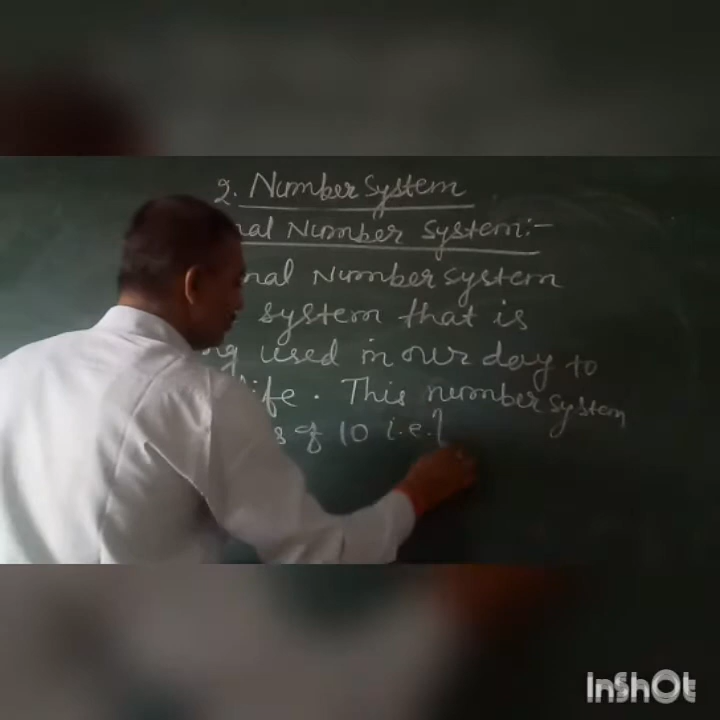 2. Number System
nal Number System:-
nal Number system
system that is
ng used in our day to
life. This number system
s of 10 i.e.
InShOt